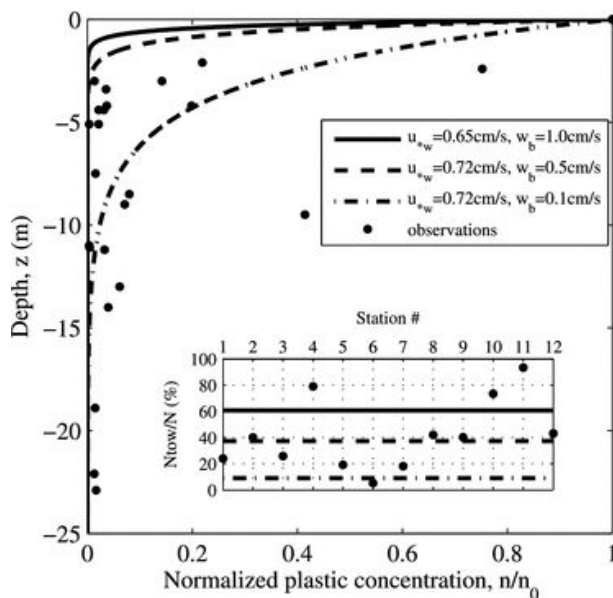 0
-5
-10
-15
-20
-25
Depth, z (m)
u*w=0.65cm/s, wb=1.0cm/s
u*w=0.72cm/s, wb=0.5cm/s
u*w=0.72cm/s, wb=0.1cm/s
observations
Station #
1 2 3 4 5 6 7 8 9 10 11 12
100
80
60
40
20
0
Ntow/N (%)
0 0.2 0.4 0.6 0.8 1
Normalized plastic concentration, n/n0